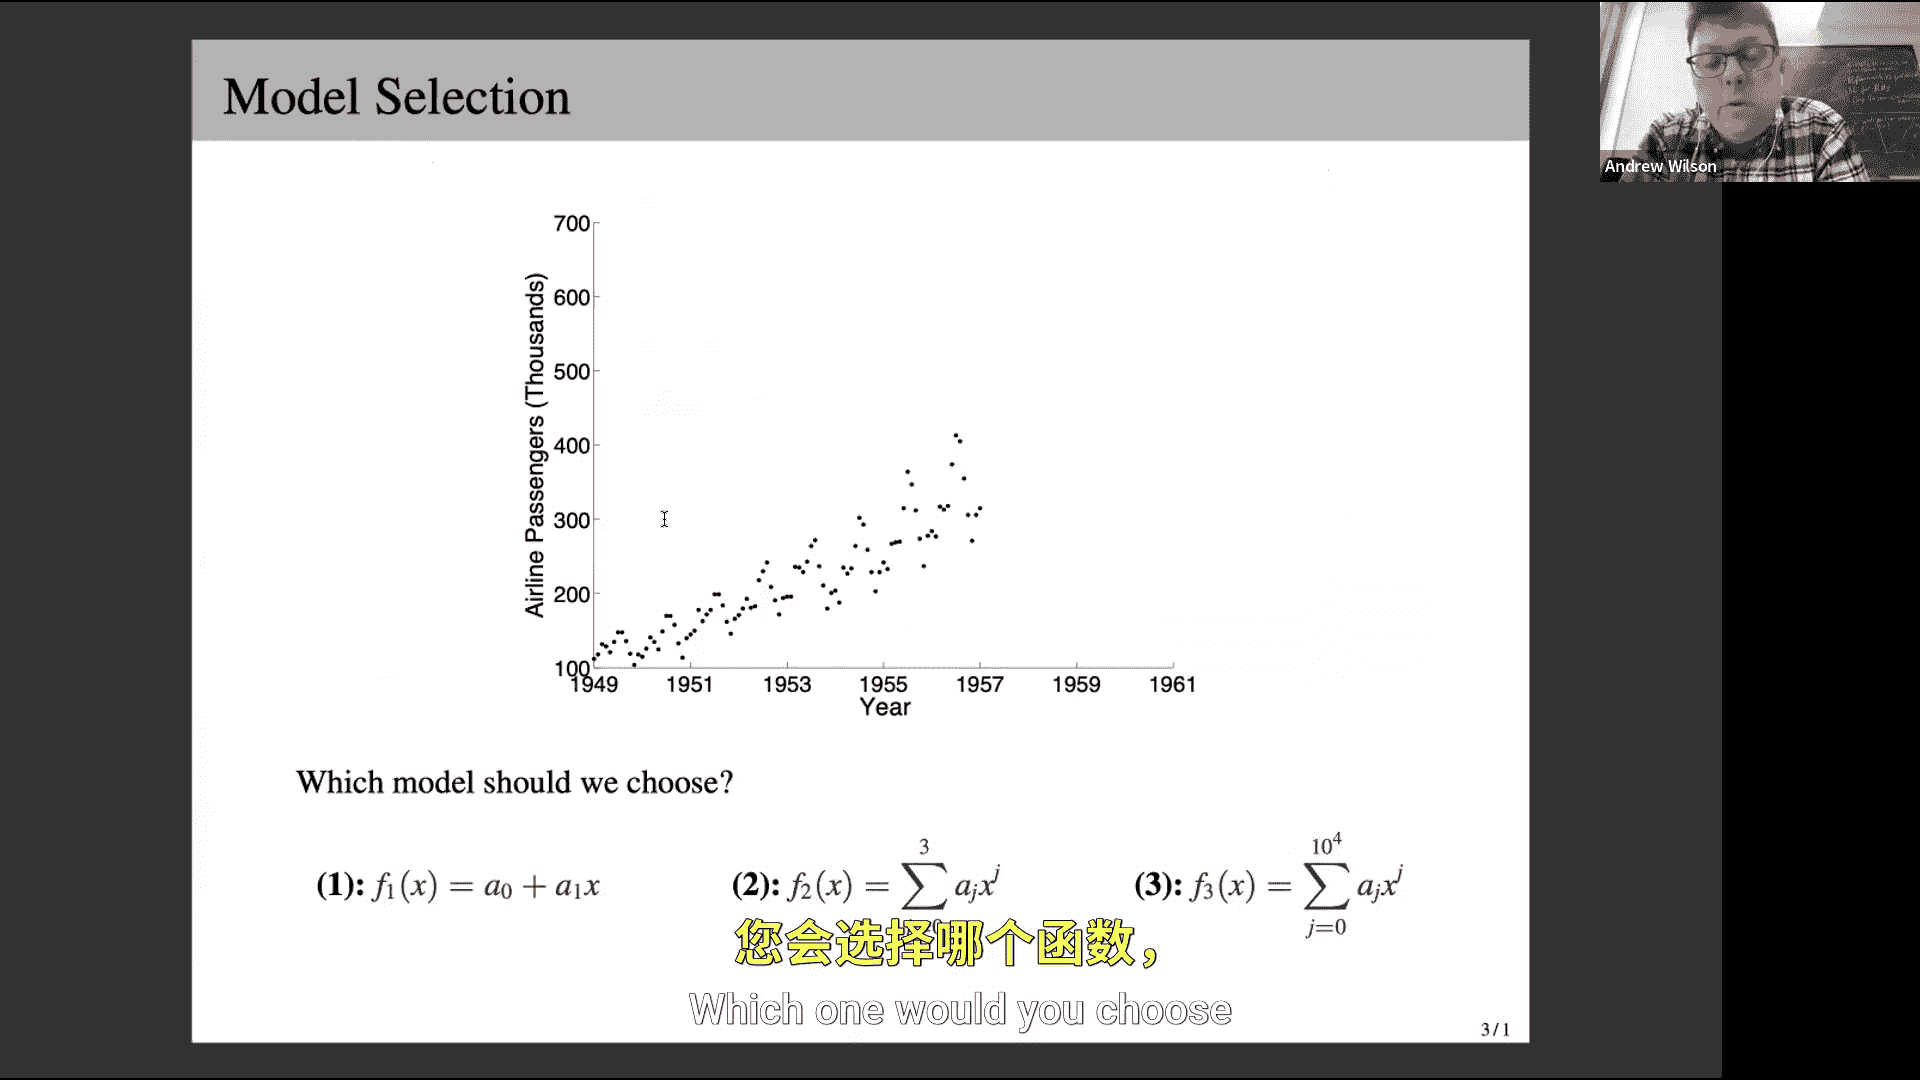 Model Selection
Andrew Wilson
700
600
500
400
300
200
100
Airline Passengers (Thousands)
1949 1951 1953 1955 1957 1959 1961
Year
Which model should we choose?
(1): f₁(x) = a₀ + a₁x (2): f₂(x) = ∑³ aⱼxʲ (3): f₃(x) = ∑_{j=0}^{10⁴} aⱼxʲ
您会选择哪个函数，
Which one would you choose
3 / 1